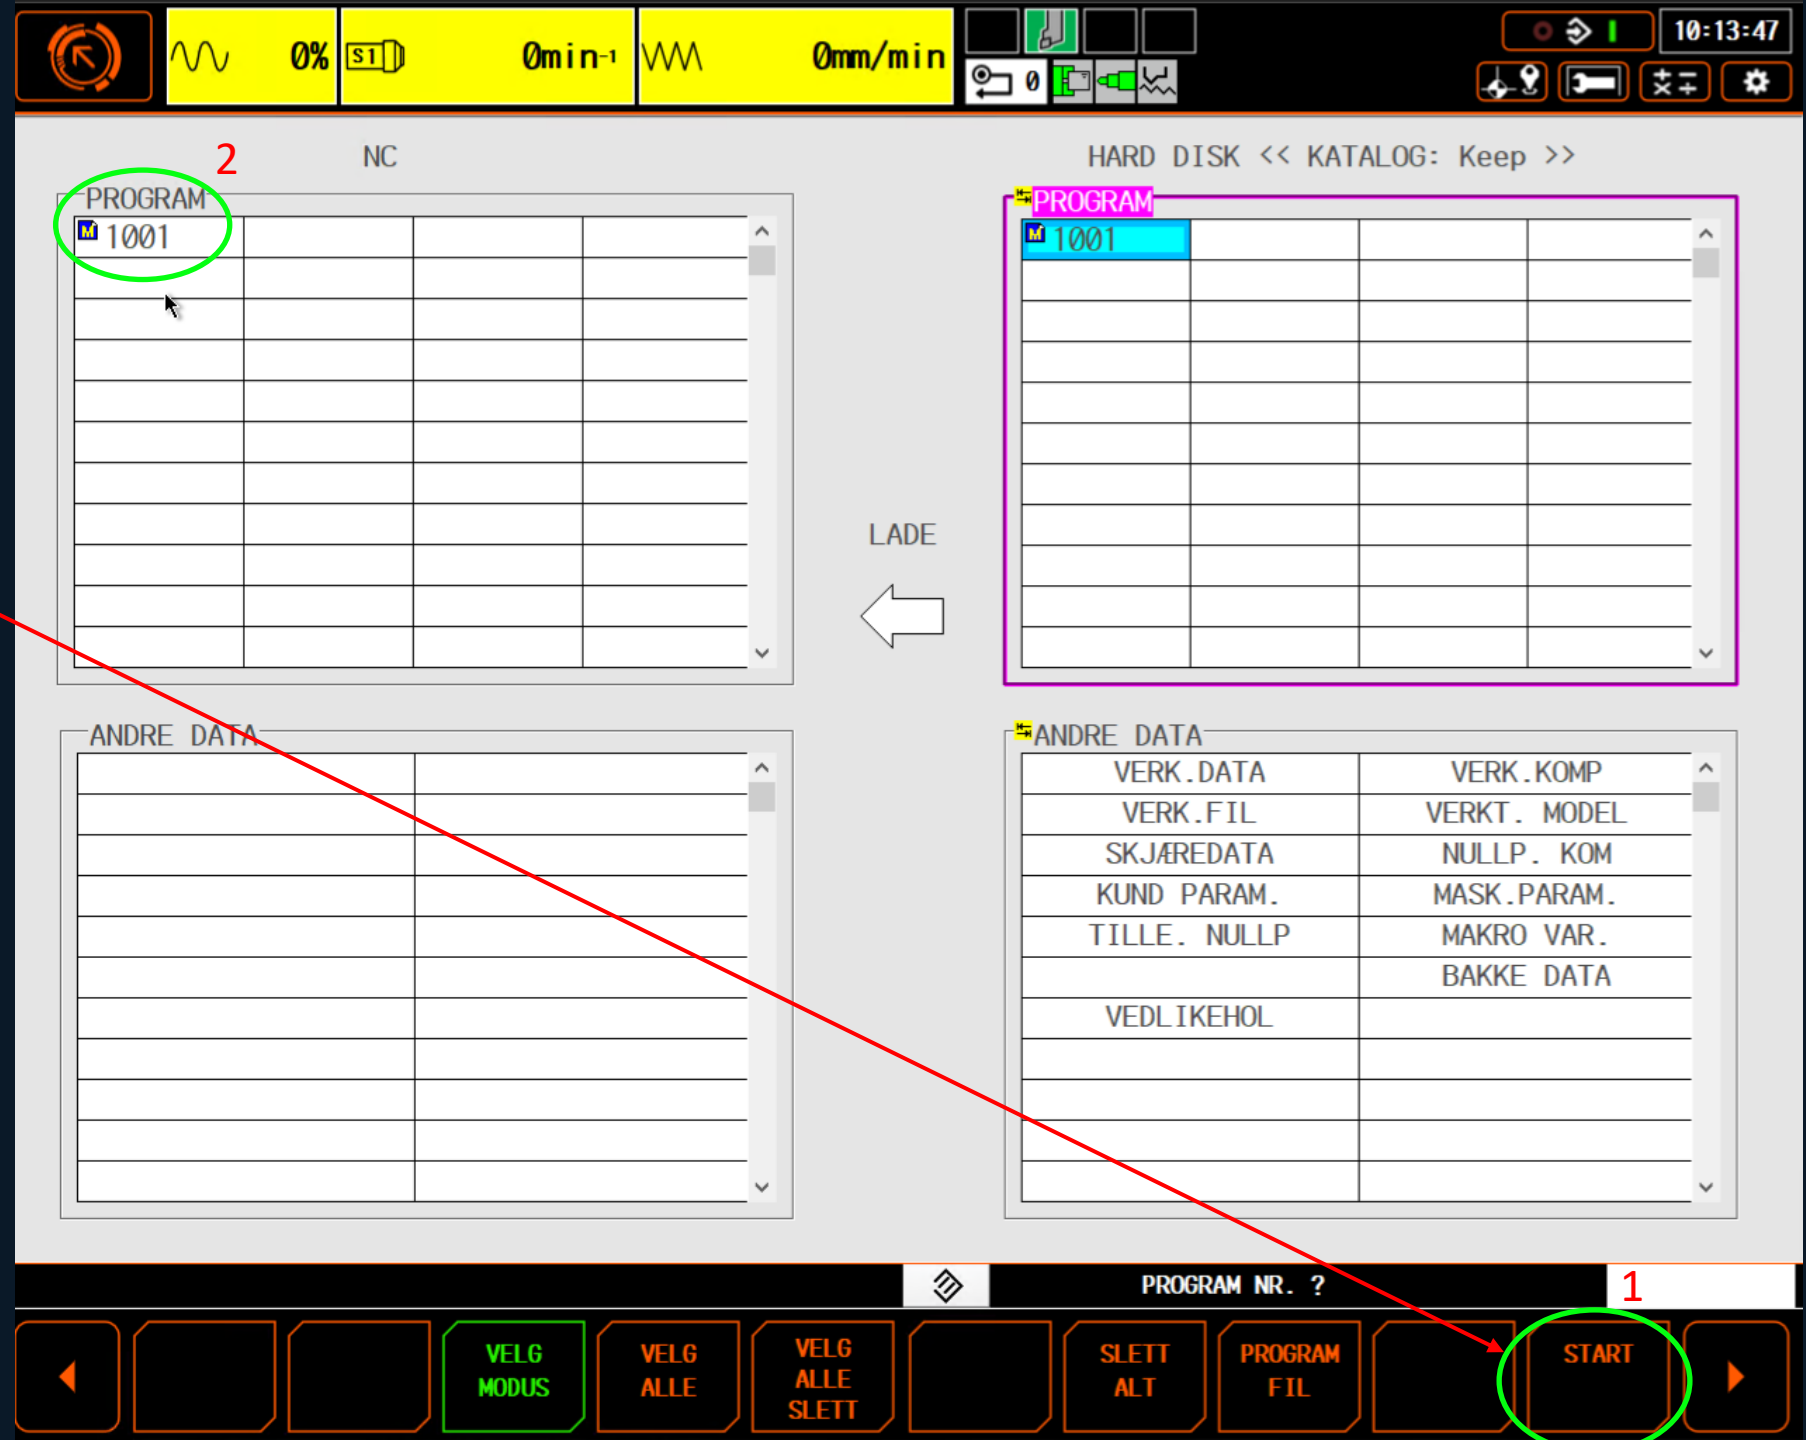 0%
S1
0min-1
0mm/min
0
10:13:47
2
NC
HARD DISK << KATALOG: Keep >>
PROGRAM
M 1001
PROGRAM
M 1001
LADE
ANDRE DATA
ANDRE DATA
VERK.DATA VERK.KOMP
VERK.FIL VERKT. MODEL
SKJÆREDATA NULLP. KOM
KUND PARAM. MASK.PARAM.
TILLE. NULLP MAKRO VAR.
BAKKE DATA
VEDLIKEHOL
PROGRAM NR. ?
1
VELG
MODUS
VELG
ALLE
VELG
ALLE
SLETT
SLETT
ALT
PROGRAM
FIL
START